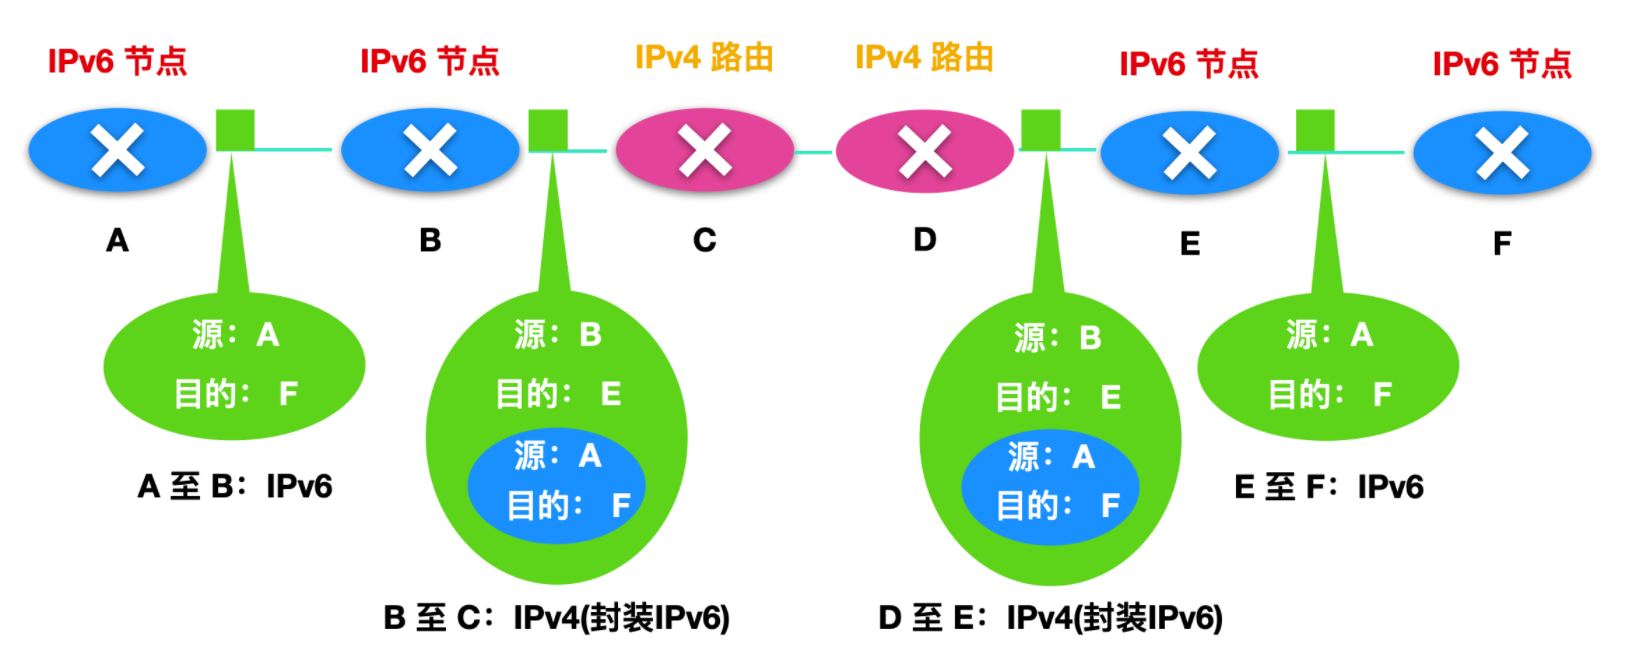 IPv6 节点
IPv6 节点
IPv4 路由
IPv4 路由
IPv6 节点
IPv6 节点
A
B
C
D
E
F
源：A
目的： F
A 至 B：IPv6
源：B
目的： E
源：A
目的： F
B 至 C：IPv4(封装IPv6)
源：B
目的： E
源：A
目的： F
D 至 E：IPv4(封装IPv6)
源：A
目的： F
E 至 F：IPv6